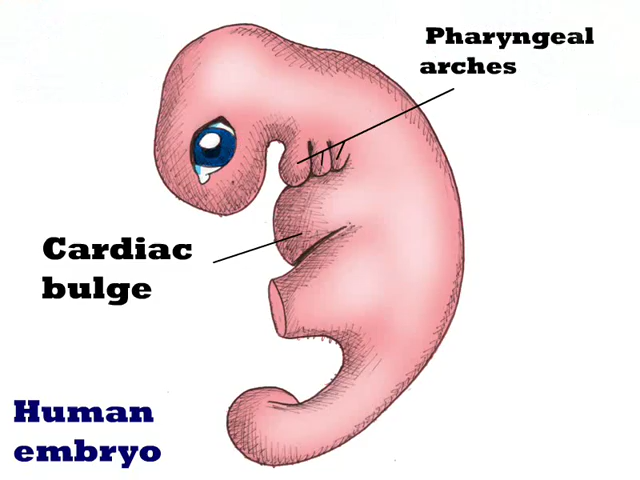 Pharyngeal
arches
Cardiac
bulge
Human
embryo